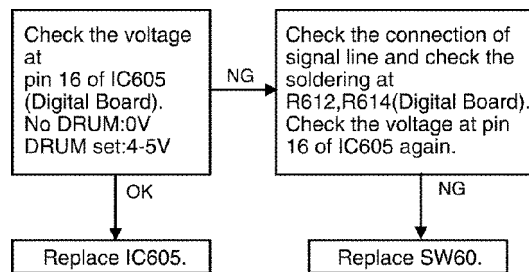 Check the voltage
at
pin 16 of IC605
(Digital Board).
No DRUM:0V
DRUM set:4-5V
NG
Check the connection of
signal line and check the
soldering at
R612,R614(Digital Board).
Check the voltage at pin
16 of IC605 again.
OK
NG
Replace IC605.
Replace SW60.